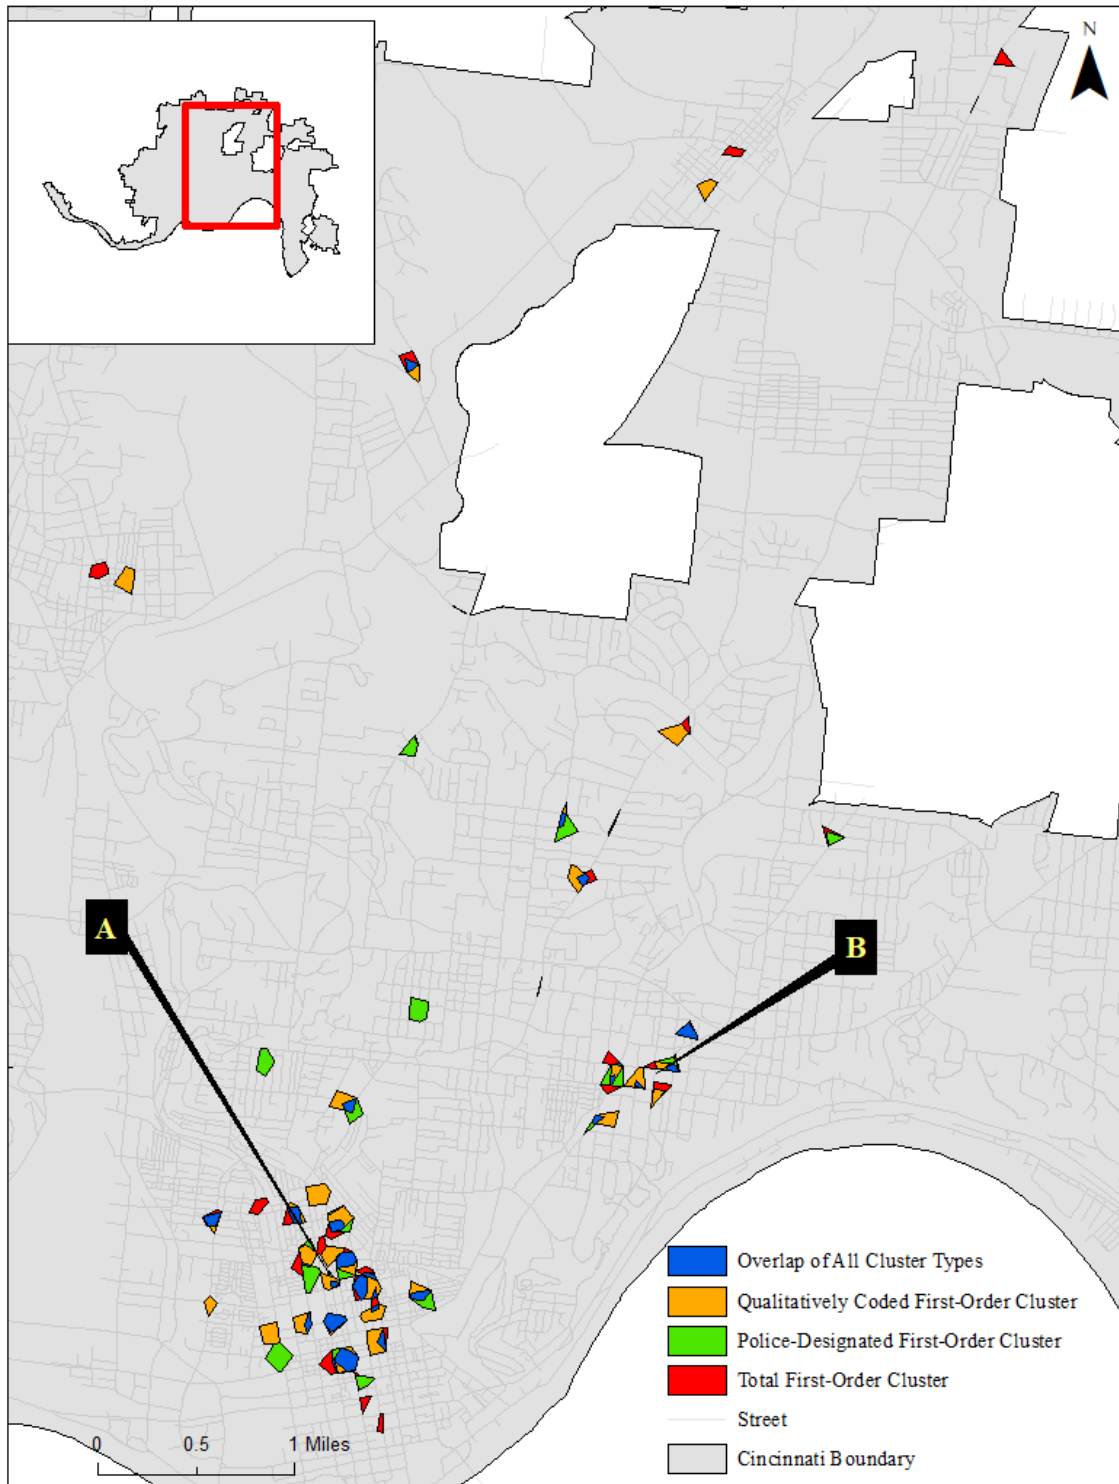 N
A
B
Overlap of All Cluster Types
Qualitatively Coded First-Order Cluster
Police-Designated First-Order Cluster
Total First-Order Cluster
Street
Cincinnati Boundary
0 0.5 1 Miles